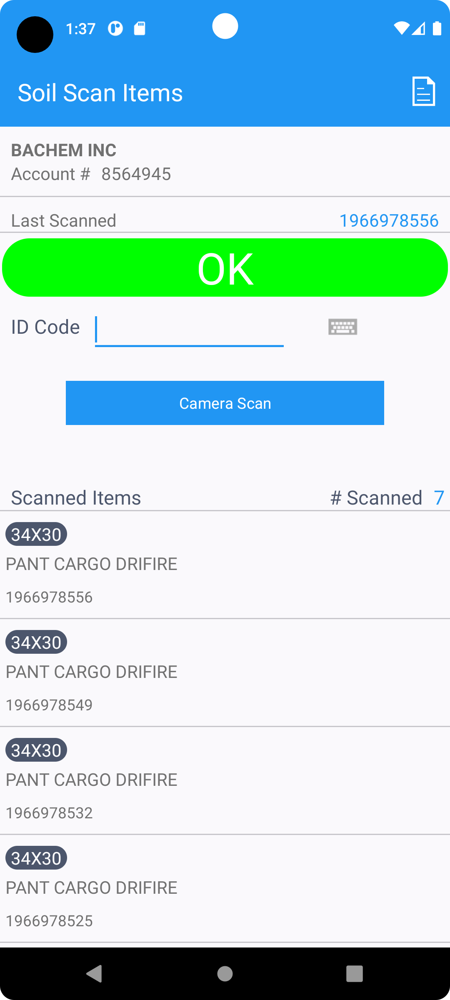 1:37
Soil Scan Items
BACHEM INC
Account # 8564945
Last Scanned 1966978556
OK
ID Code
Camera Scan
Scanned Items # Scanned 7
34X30
PANT CARGO DRIFIRE
1966978556
34X30
PANT CARGO DRIFIRE
1966978549
34X30
PANT CARGO DRIFIRE
1966978532
34X30
PANT CARGO DRIFIRE
1966978525